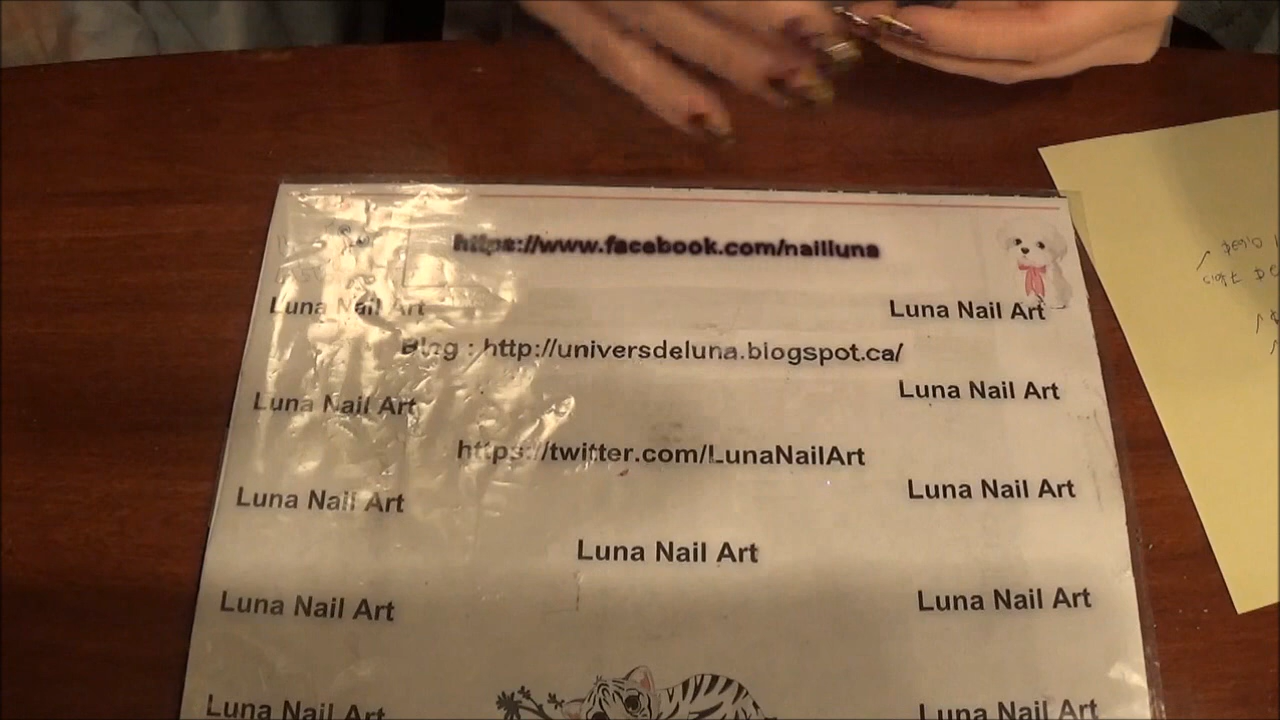 https://www.facebook.com/nailluna
Luna Nail Art Luna Nail Art
Blog : http://universdeluna.blogspot.ca/
Luna Nail Art Luna Nail Art
https://twitter.com/LunaNailArt
Luna Nail Art Luna Nail Art
Luna Nail Art
Luna Nail Art Luna Nail Art
Luna Nail Art Luna Nail Art